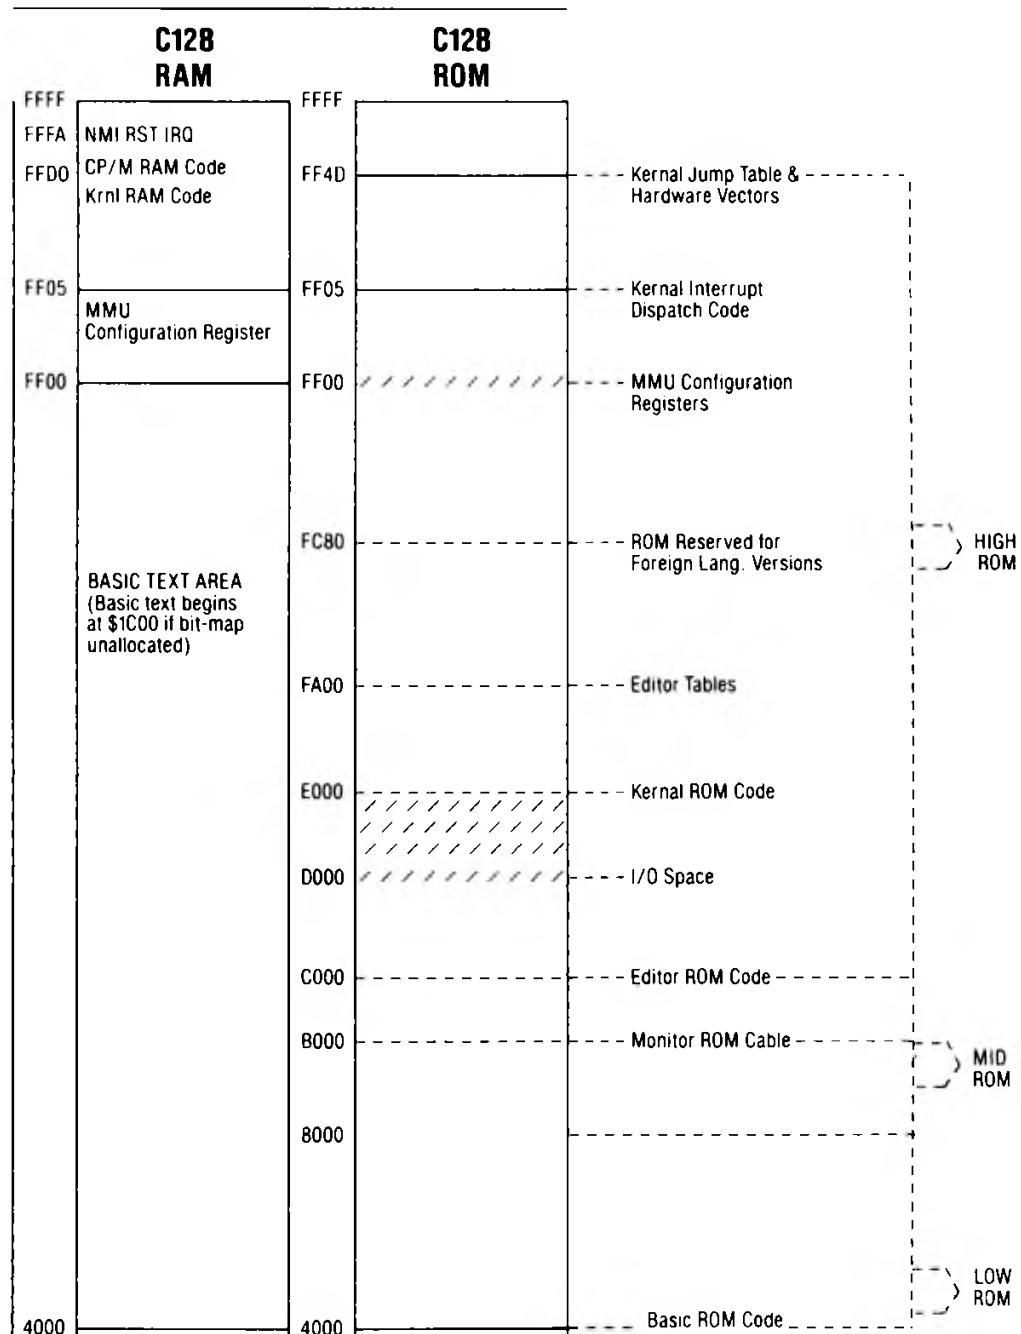 C128
RAM
C128
ROM
FFFF
FFFF
FFFA
NMI RST IRQ
FFD0
CP/M RAM Code
Krnl RAM Code
FF4D
Kernal Jump Table &
Hardware Vectors
FF05
FF05
Kernal Interrupt
Dispatch Code
MMU
Configuration Register
FF00
FF00
MMU Configuration
Registers
FC80
ROM Reserved for
Foreign Lang. Versions
HIGH
ROM
BASIC TEXT AREA
(Basic text begins
at $1C00 if bit-map
unallocated)
FA00
Editor Tables
E000
Kernal ROM Code
D000
I/O Space
C000
Editor ROM Code
B000
Monitor ROM Cable
MID
ROM
8000
LOW
ROM
4000
4000
Basic ROM Code